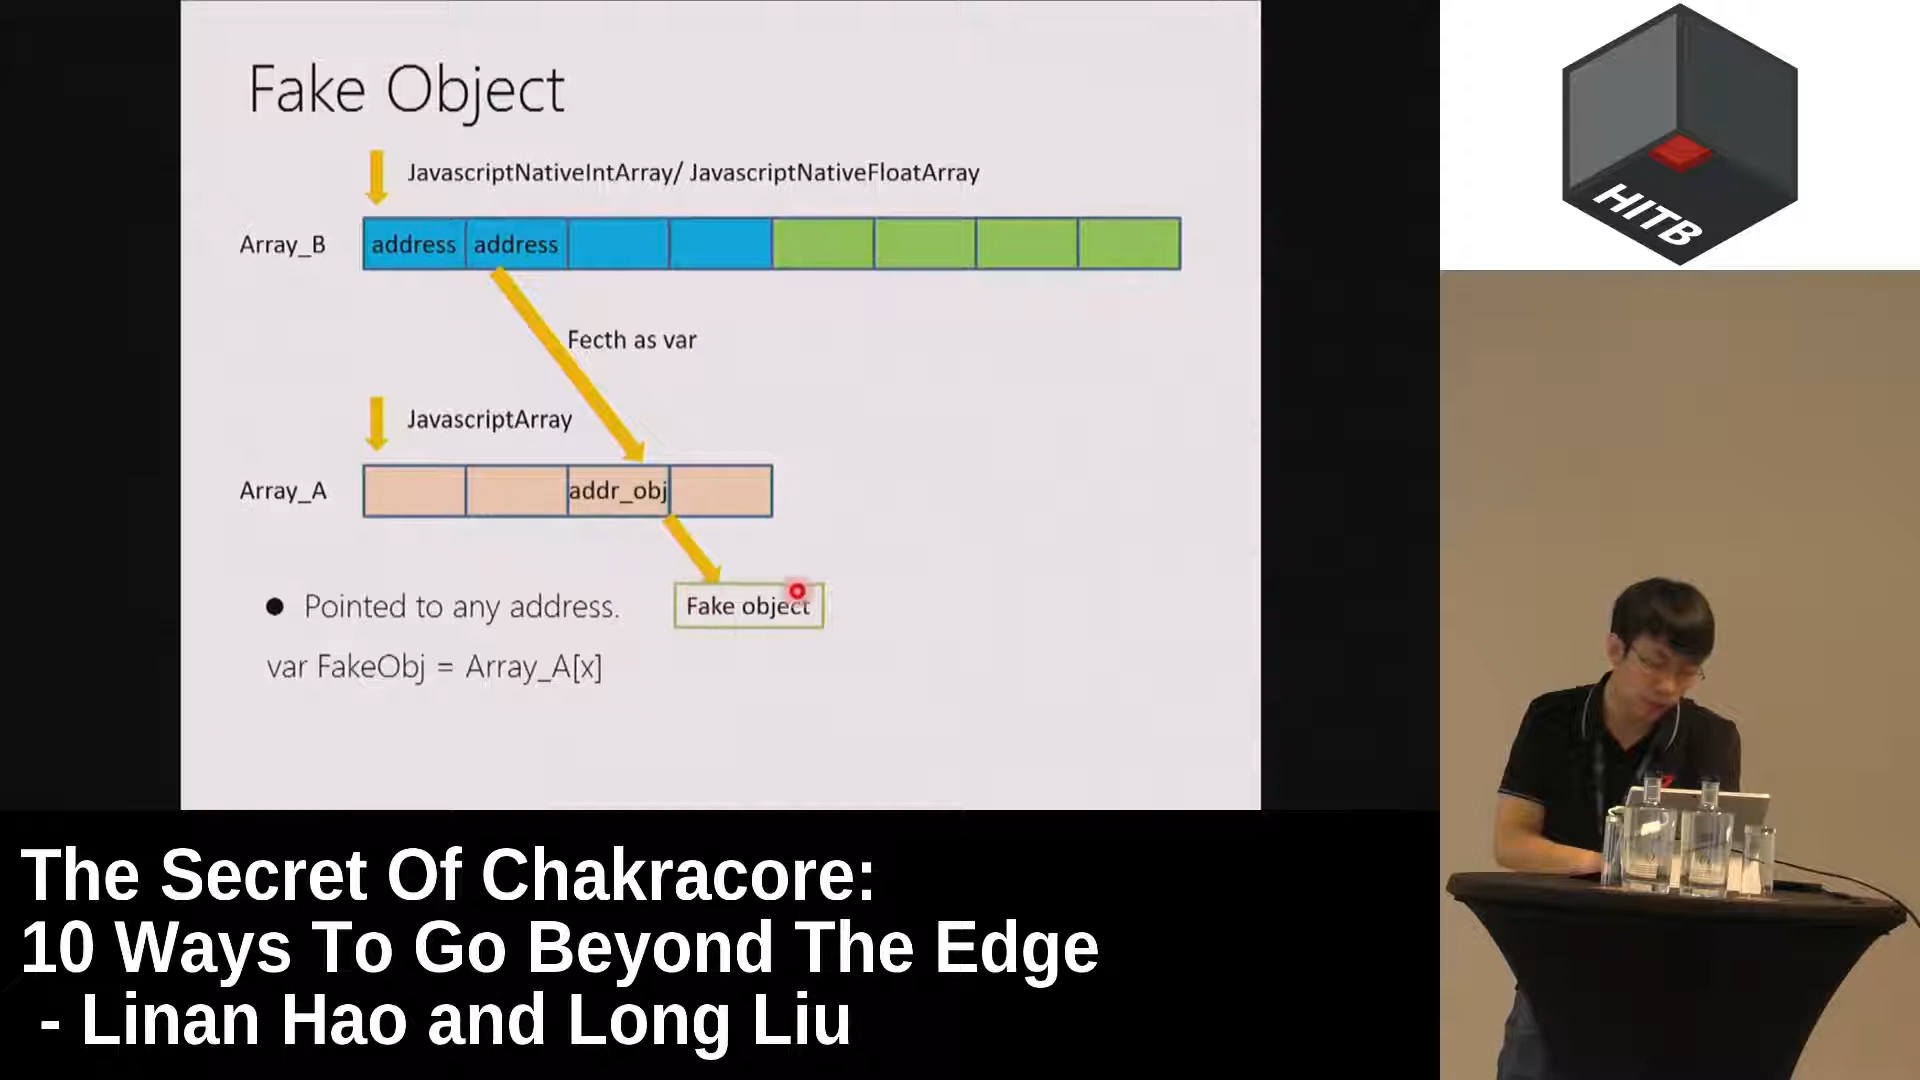 Fake Object
JavascriptNativeIntArray/ JavascriptNativeFloatArray
Array_B address address
Fecth as var
JavascriptArray
Array_A addr_obj
● Pointed to any address. Fake object
var FakeObj = Array_A[x]
HITB
The Secret Of Chakracore:
10 Ways To Go Beyond The Edge
- Linan Hao and Long Liu